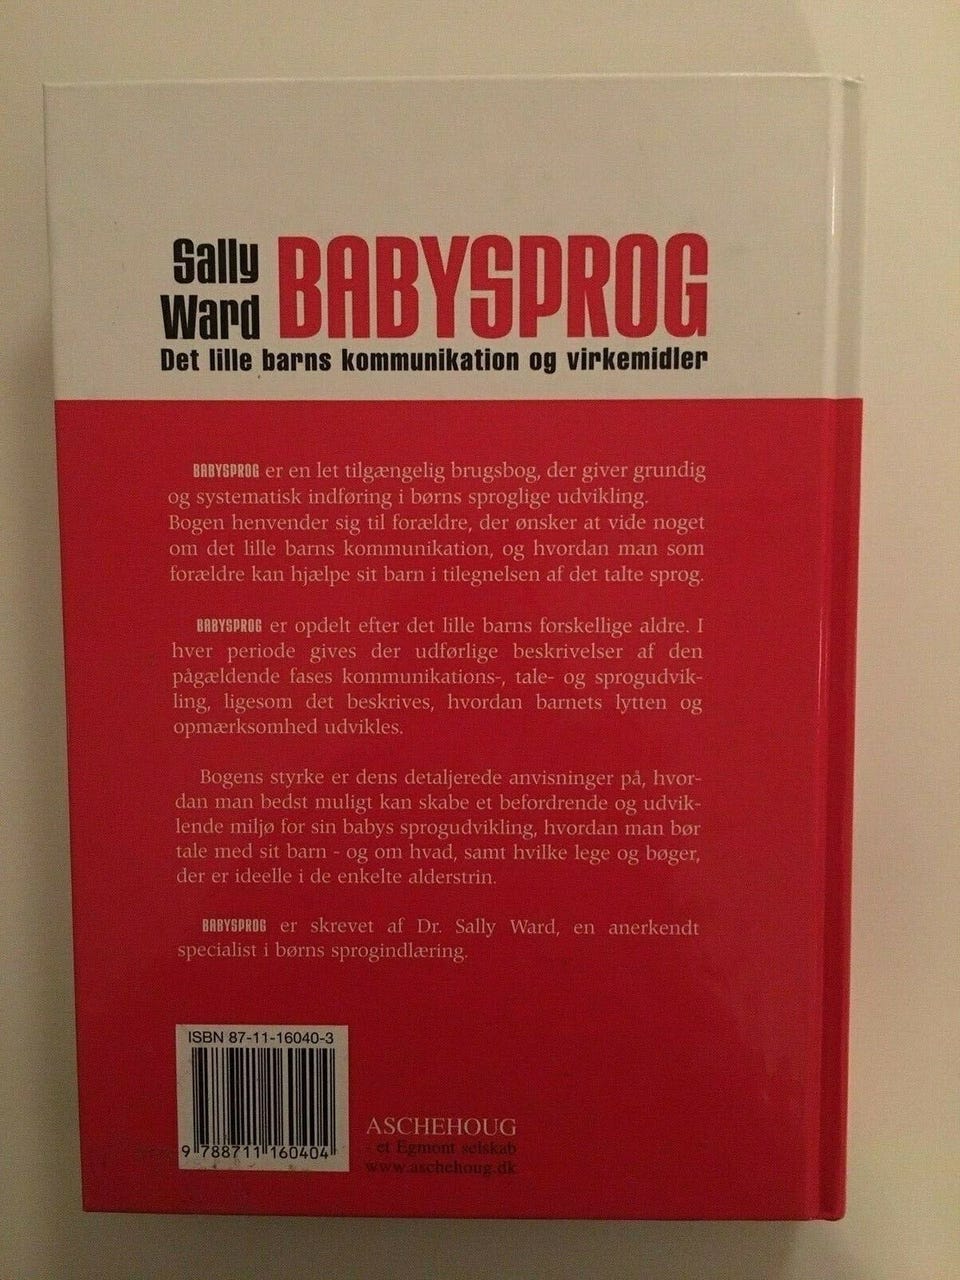 Sally
Ward
BABYSPROG
Det lille barns kommunikation og virkemidler
BABYSPROG er en let tilgængelig brugsbog, der giver grundig
og systematisk indføring i børns sproglige udvikling.
Bogen henvender sig til forældre, der ønsker at vide noget
om det lille barns kommunikation, og hvordan man som
forældre kan hjælpe sit barn i tilegnelsen af det talte sprog.
BABYSPROG er opdelt efter det lille barns forskellige aldre. I
hver periode gives der udførlige beskrivelser af den
pågældende fases kommunikations-, tale- og sprogudvik-
ling, ligesom det beskrives, hvordan barnets lytten og
opmærksomhed udvikles.
Bogens styrke er dens detaljerede anvisninger på, hvor-
dan man bedst muligt kan skabe et befordrende og udvik-
lende miljø for sin babys sprogudvikling, hvordan man bør
tale med sit barn - og om hvad, samt hvilke lege og bøger,
der er ideelle i de enkelte alderstrin.
BABYSPROG er skrevet af Dr. Sally Ward, en anerkendt
specialist i børns sprogindlæring.
ISBN 87-11-16040-3
9 788711 160404
ASCHEHOUG
- et Egmont selskab
www.aschehoug.dk